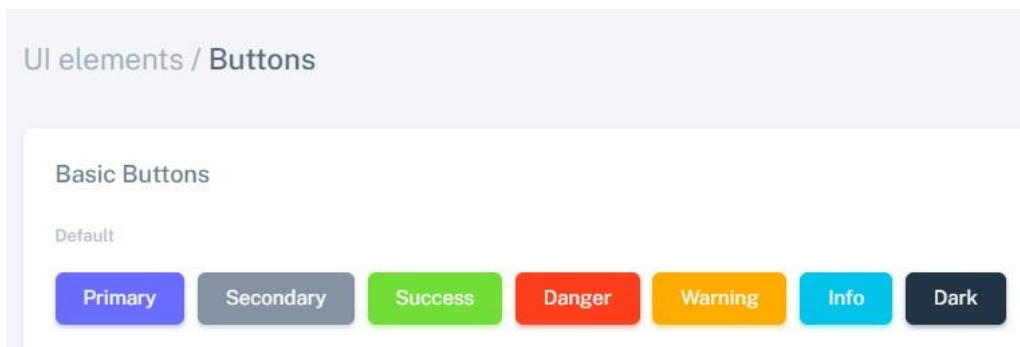 UI elements / Buttons
Basic Buttons
Default
Primary Secondary Success Danger Warning Info Dark